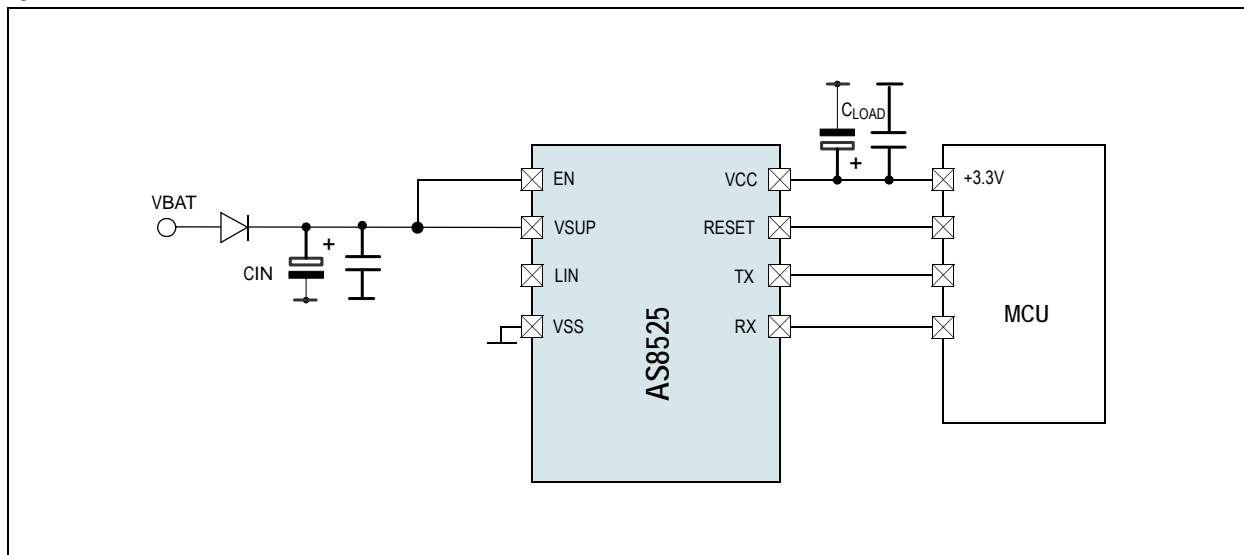 VBAT
+
CIN
EN
VSUP
LIN
VSS
AS8525
VCC
RESET
TX
RX
CLOAD
+
+3.3V
MCU